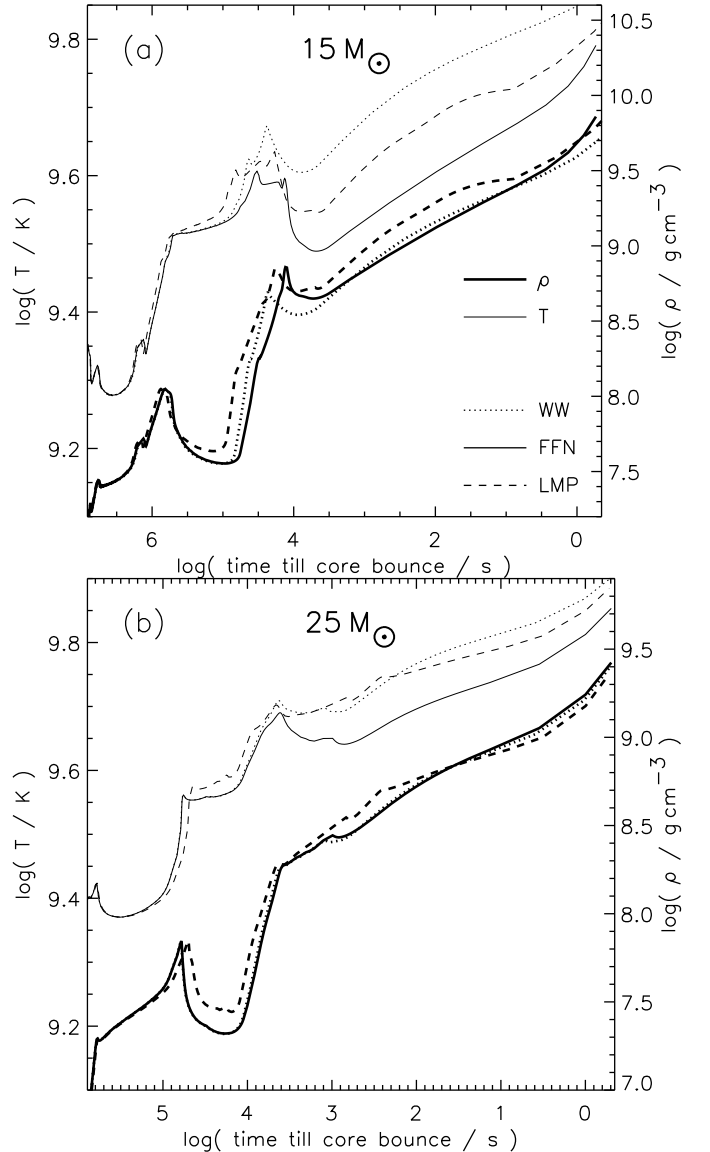 (a)
15 M⊙
9.8
9.6
9.4
9.2
log( T / K )
10.5
10.0
9.5
9.0
8.5
8.0
7.5
log( ρ / g cm⁻³ )
ρ
T
WW
FFN
LMP
6 4 2 0
log( time till core bounce / s )
(b)
25 M⊙
9.8
9.6
9.4
9.2
log( T / K )
9.5
9.0
8.5
8.0
7.5
7.0
log( ρ / g cm⁻³ )
5 4 3 2 1 0
log( time till core bounce / s )